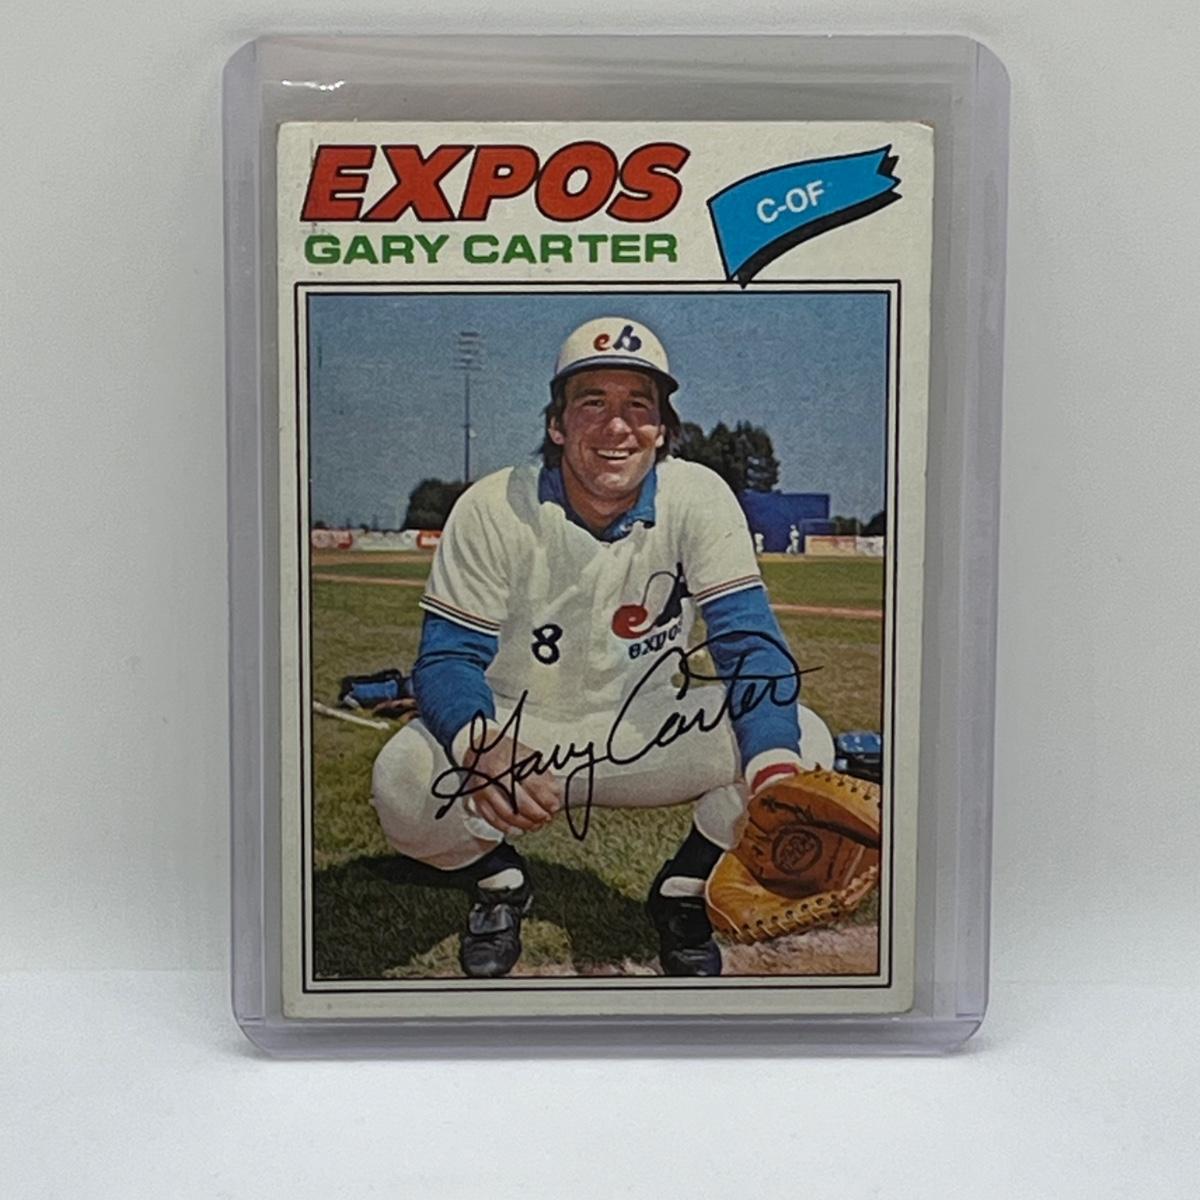 EXPOS
C-OF
GARY CARTER
eb
8
expos
Gary Carter